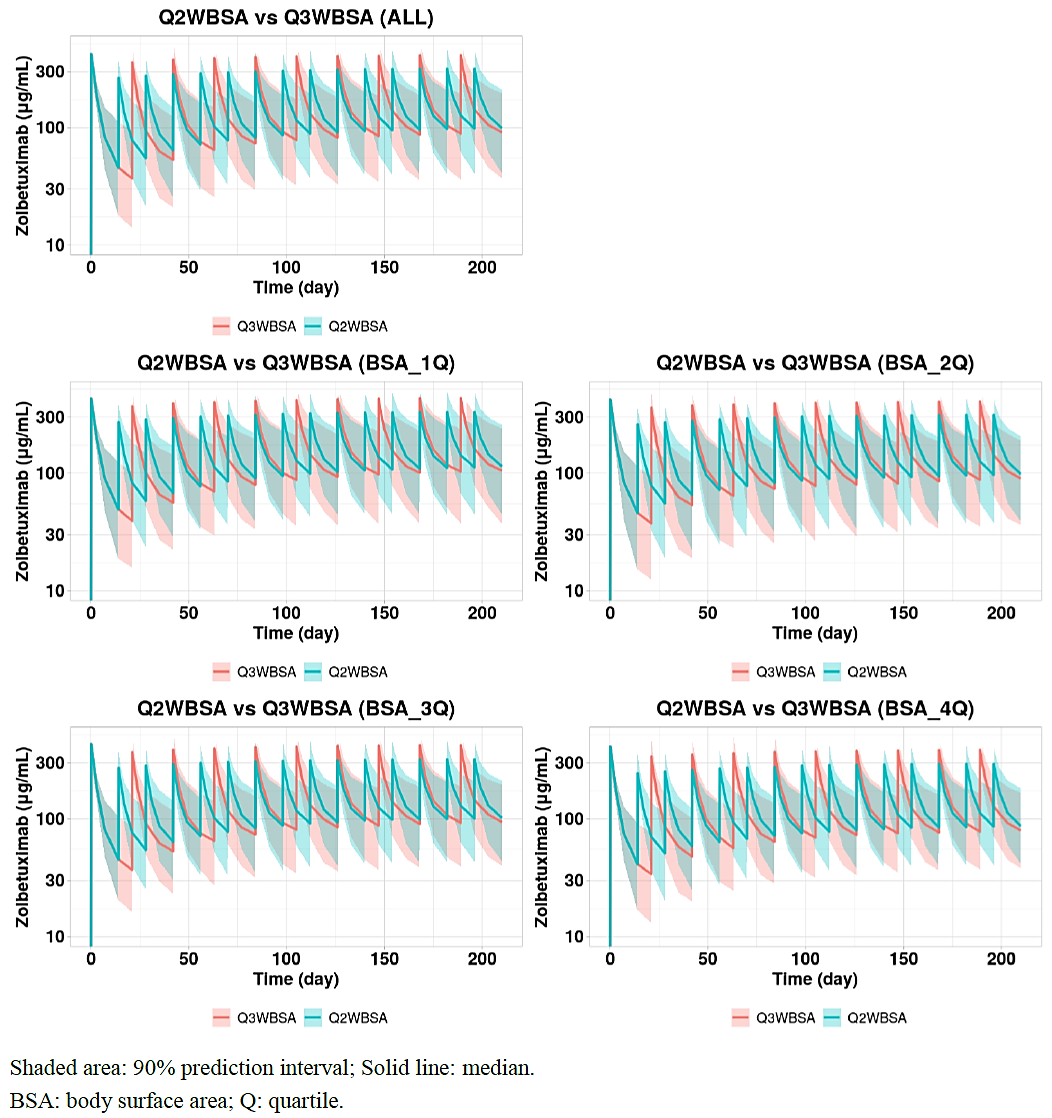 Q2WBSA vs Q3WBSA (ALL)
Zolbetuximab (µg/mL)
300
100
30
10
0 50 100 150 200
Time (day)
Q3WBSA Q2WBSA
Q2WBSA vs Q3WBSA (BSA_1Q)
Zolbetuximab (µg/mL)
300
100
30
10
0 50 100 150 200
Time (day)
Q3WBSA Q2WBSA
Q2WBSA vs Q3WBSA (BSA_2Q)
Zolbetuximab (µg/mL)
300
100
30
10
0 50 100 150 200
Time (day)
Q3WBSA Q2WBSA
Q2WBSA vs Q3WBSA (BSA_3Q)
Zolbetuximab (µg/mL)
300
100
30
10
0 50 100 150 200
Time (day)
Q3WBSA Q2WBSA
Q2WBSA vs Q3WBSA (BSA_4Q)
Zolbetuximab (µg/mL)
300
100
30
10
0 50 100 150 200
Time (day)
Q3WBSA Q2WBSA
Shaded area: 90% prediction interval; Solid line: median.
BSA: body surface area; Q: quartile.